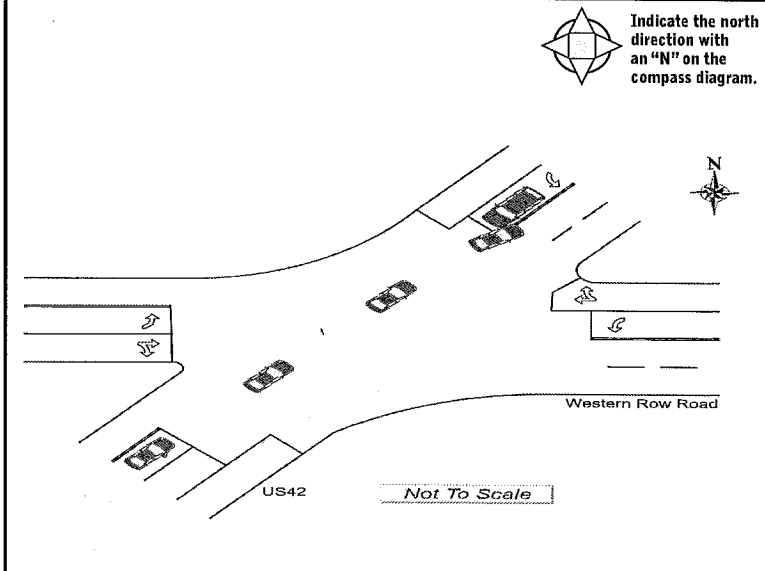 Indicate the north
direction with
an “N” on the
compass diagram.
N
Western Row Road
US42
Not To Scale